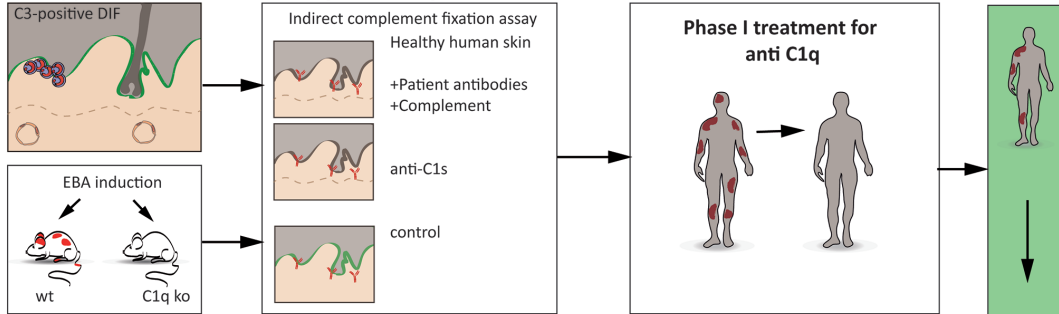 C3-positive DIF
EBA induction
wt
C1q ko
Indirect complement fixation assay
Healthy human skin
+Patient antibodies
+Complement
anti-C1s
control
Phase I treatment for
anti C1q